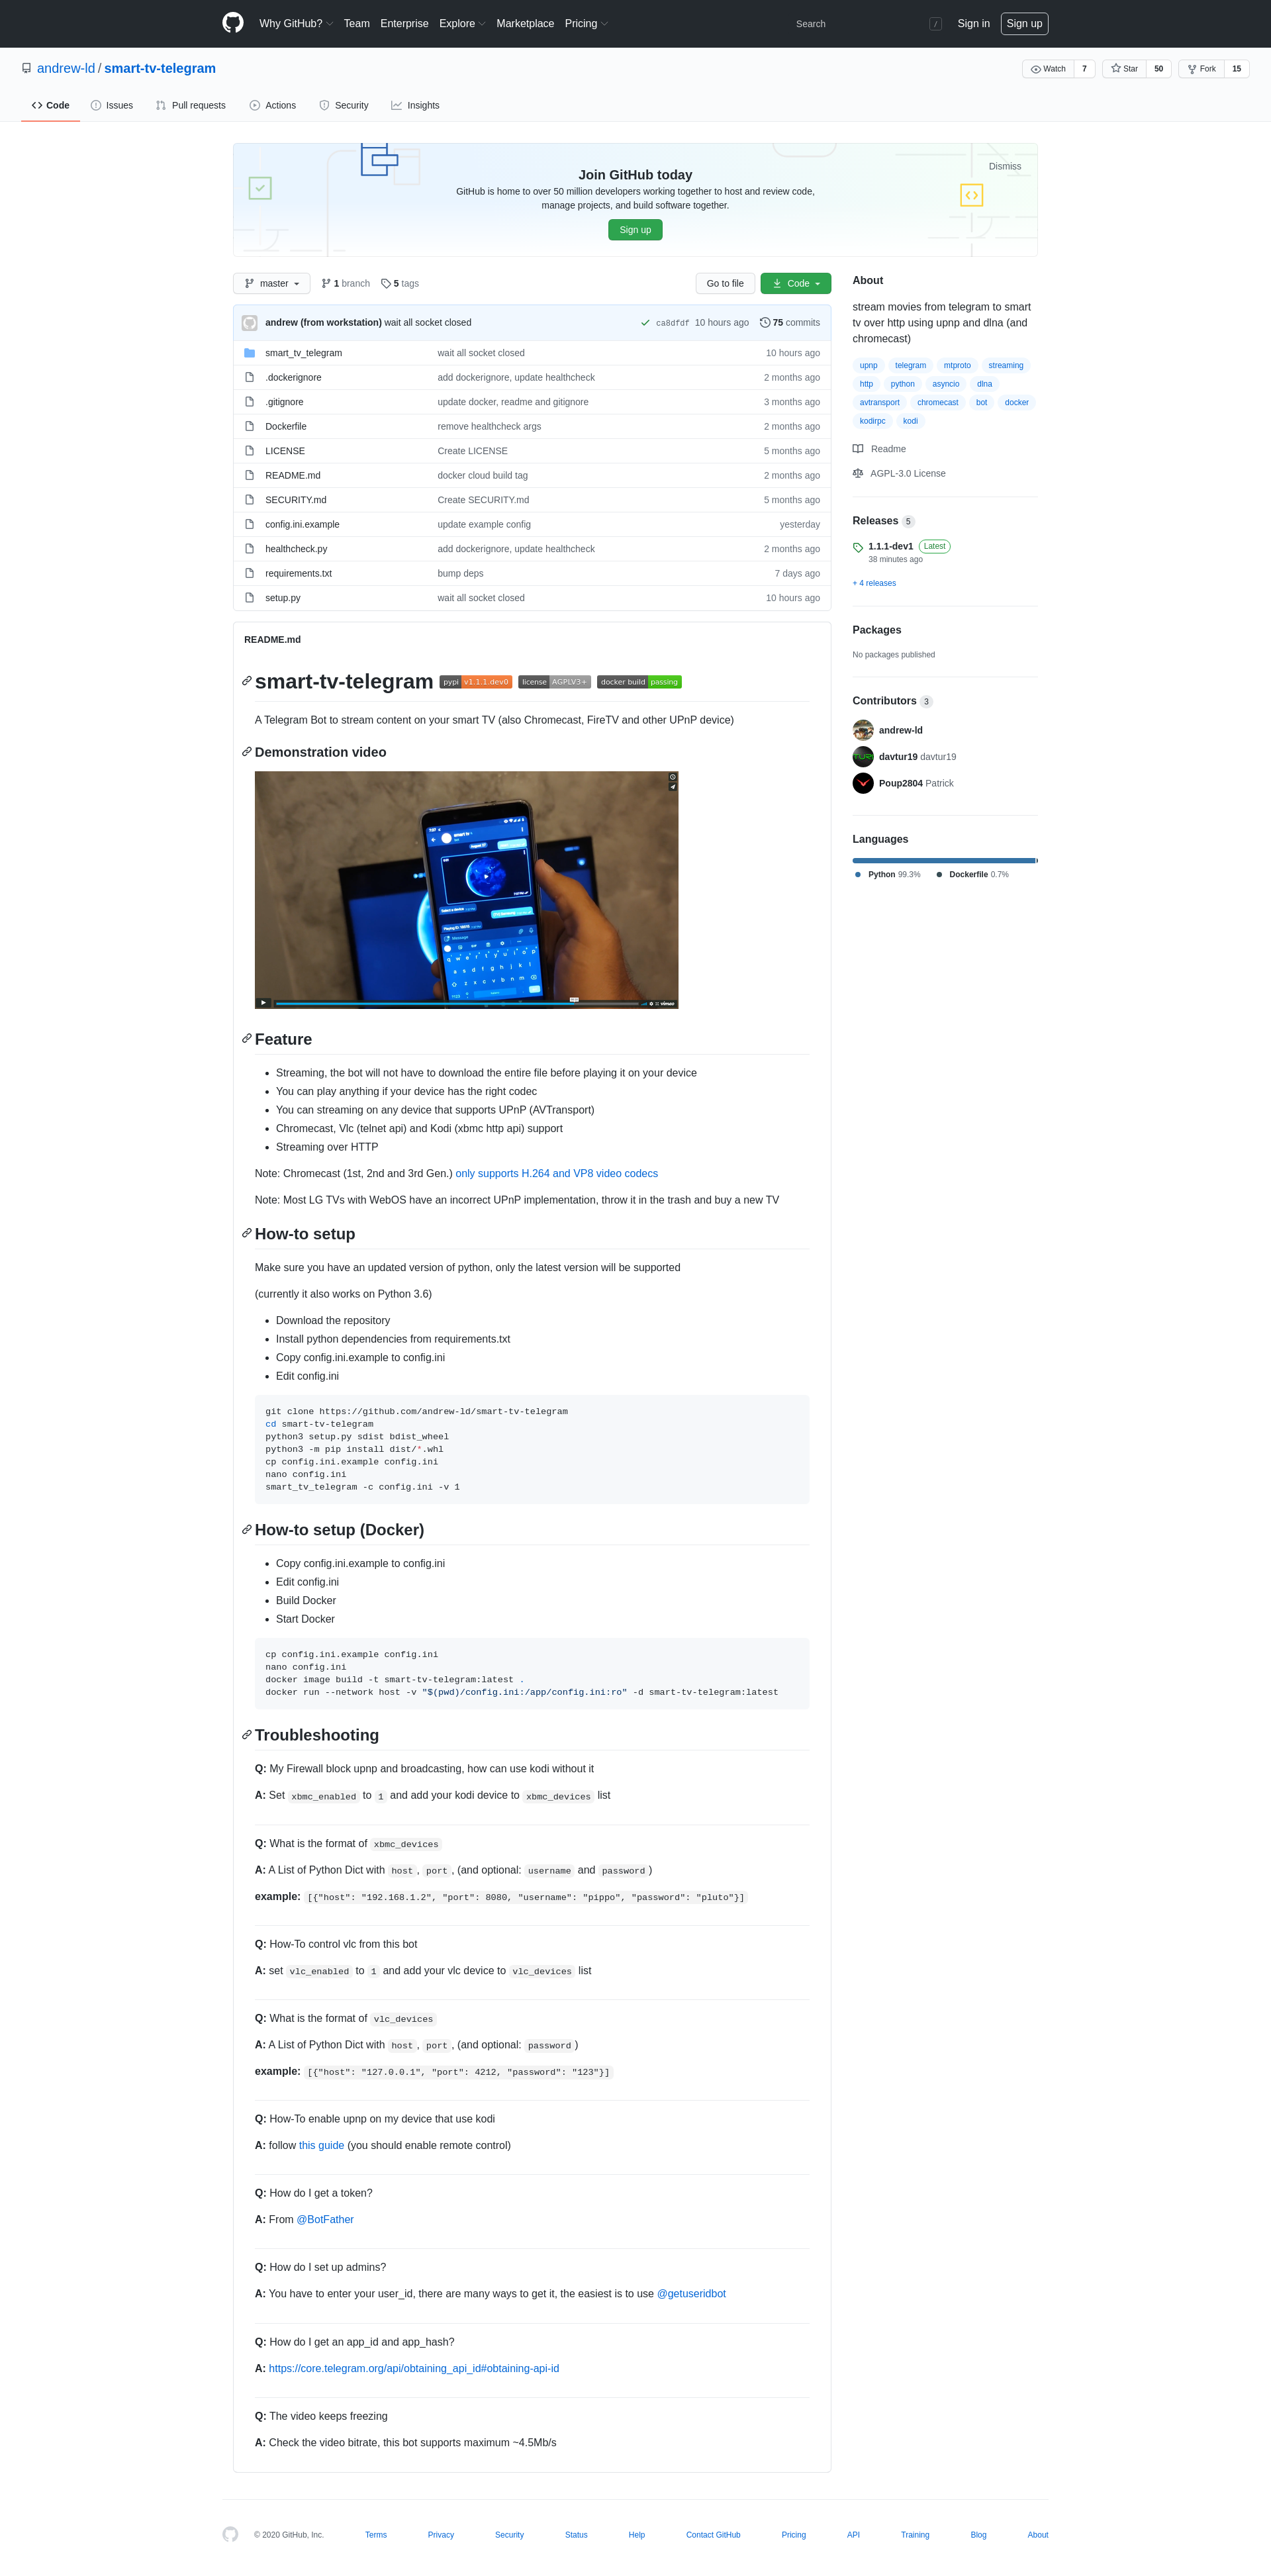 Why GitHub? Team Enterprise Explore Marketplace Pricing Search / Sign in Sign up
andrew-ld / smart-tv-telegram Watch 7 Star 50 Fork 15
Code Issues Pull requests Actions Security Insights
Dismiss
Join GitHub today
GitHub is home to over 50 million developers working together to host and review code,
manage projects, and build software together.
Sign up
master 1 branch 5 tags Go to file Code
andrew (from workstation) wait all socket closed ca8dfdf 10 hours ago 75 commits
smart_tv_telegram wait all socket closed 10 hours ago
.dockerignore add dockerignore, update healthcheck 2 months ago
.gitignore update docker, readme and gitignore 3 months ago
Dockerfile remove healthcheck args 2 months ago
LICENSE Create LICENSE 5 months ago
README.md docker cloud build tag 2 months ago
SECURITY.md Create SECURITY.md 5 months ago
config.ini.example update example config yesterday
healthcheck.py add dockerignore, update healthcheck 2 months ago
requirements.txt bump deps 7 days ago
setup.py wait all socket closed 10 hours ago
README.md
smart-tv-telegram pypi v1.1.1.dev0 license AGPLV3+ docker build passing
A Telegram Bot to stream content on your smart TV (also Chromecast, FireTV and other UPnP device)
Demonstration video
vimeo
Feature
Streaming, the bot will not have to download the entire file before playing it on your device
You can play anything if your device has the right codec
You can streaming on any device that supports UPnP (AVTransport)
Chromecast, Vlc (telnet api) and Kodi (xbmc http api) support
Streaming over HTTP
Note: Chromecast (1st, 2nd and 3rd Gen.) only supports H.264 and VP8 video codecs
Note: Most LG TVs with WebOS have an incorrect UPnP implementation, throw it in the trash and buy a new TV
How-to setup
Make sure you have an updated version of python, only the latest version will be supported
(currently it also works on Python 3.6)
Download the repository
Install python dependencies from requirements.txt
Copy config.ini.example to config.ini
Edit config.ini
git clone https://github.com/andrew-ld/smart-tv-telegram
cd smart-tv-telegram
python3 setup.py sdist bdist_wheel
python3 -m pip install dist/*.whl
cp config.ini.example config.ini
nano config.ini
smart_tv_telegram -c config.ini -v 1
How-to setup (Docker)
Copy config.ini.example to config.ini
Edit config.ini
Build Docker
Start Docker
cp config.ini.example config.ini
nano config.ini
docker image build -t smart-tv-telegram:latest .
docker run --network host -v "$(pwd)/config.ini:/app/config.ini:ro" -d smart-tv-telegram:latest
Troubleshooting
Q: My Firewall block upnp and broadcasting, how can use kodi without it
A: Set xbmc_enabled to 1 and add your kodi device to xbmc_devices list
Q: What is the format of xbmc_devices
A: A List of Python Dict with host, port, (and optional: username and password)
example: [{"host": "192.168.1.2", "port": 8080, "username": "pippo", "password": "pluto"}]
Q: How-To control vlc from this bot
A: set vlc_enabled to 1 and add your vlc device to vlc_devices list
Q: What is the format of vlc_devices
A: A List of Python Dict with host, port, (and optional: password)
example: [{"host": "127.0.0.1", "port": 4212, "password": "123"}]
Q: How-To enable upnp on my device that use kodi
A: follow this guide (you should enable remote control)
Q: How do I get a token?
A: From @BotFather
Q: How do I set up admins?
A: You have to enter your user_id, there are many ways to get it, the easiest is to use @getuseridbot
Q: How do I get an app_id and app_hash?
A: https://core.telegram.org/api/obtaining_api_id#obtaining-api-id
Q: The video keeps freezing
A: Check the video bitrate, this bot supports maximum ~4.5Mb/s
About
stream movies from telegram to smart
tv over http using upnp and dlna (and
chromecast)
upnp telegram mtproto streaming
http python asyncio dlna
avtransport chromecast bot docker
kodirpc kodi
Readme
AGPL-3.0 License
Releases 5
1.1.1-dev1 Latest
38 minutes ago
+ 4 releases
Packages
No packages published
Contributors 3
andrew-ld
davtur19 davtur19
Poup2804 Patrick
Languages
Python 99.3% Dockerfile 0.7%
© 2020 GitHub, Inc. Terms Privacy Security Status Help Contact GitHub Pricing API Training Blog About